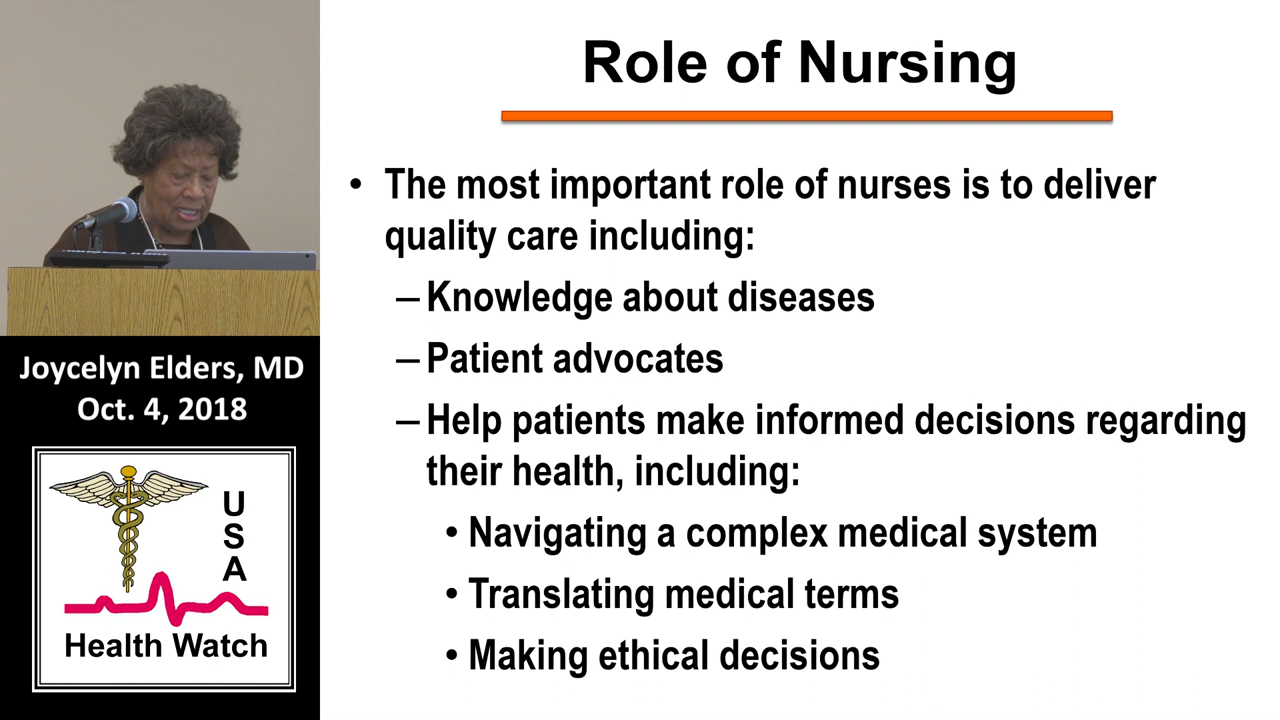 Role of Nursing
• The most important role of nurses is to deliver
quality care including:
– Knowledge about diseases
– Patient advocates
– Help patients make informed decisions regarding
their health, including:
• Navigating a complex medical system
• Translating medical terms
• Making ethical decisions
Joycelyn Elders, MD
Oct. 4, 2018
U
S
A
Health Watch